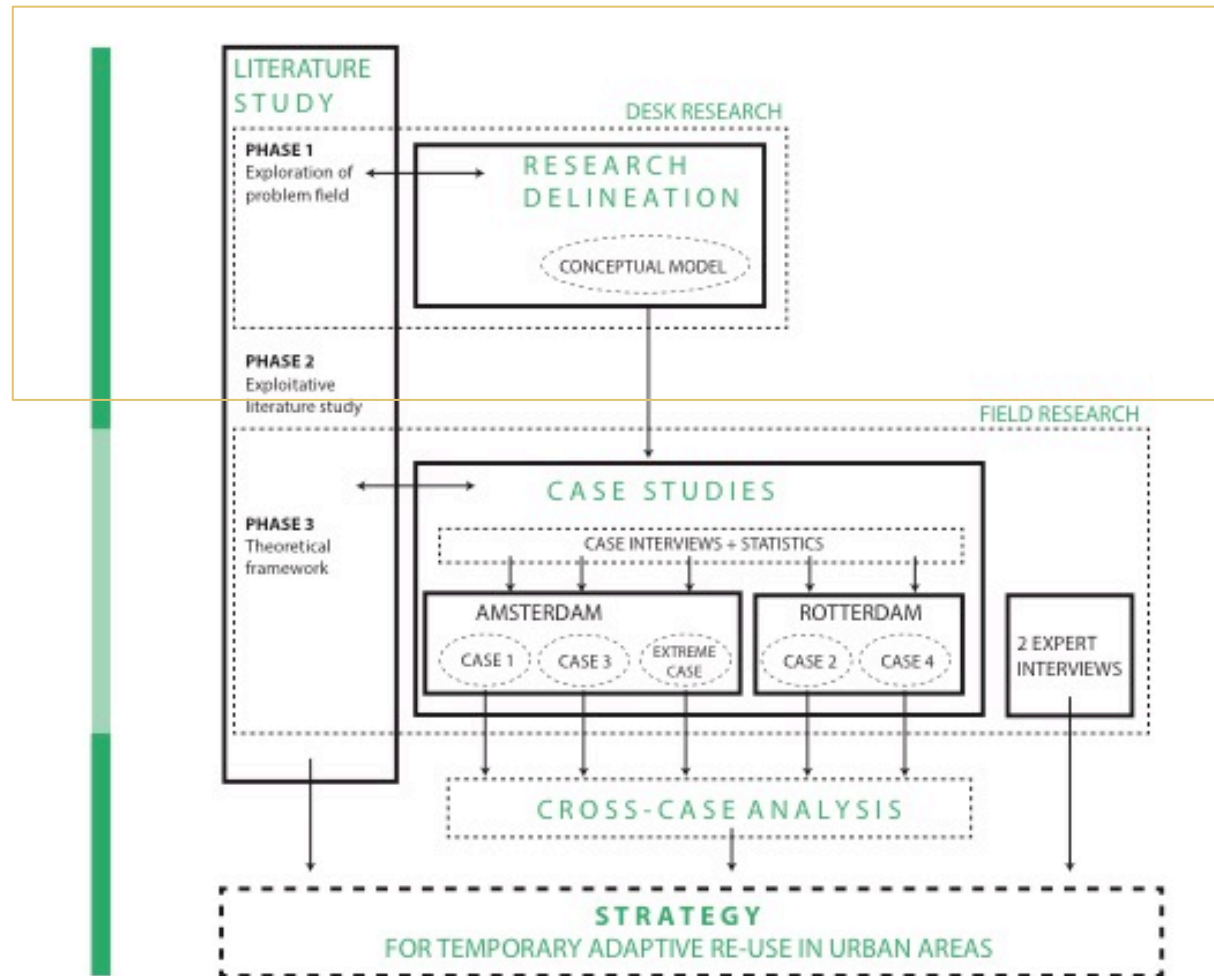 LITERATURE
STUDY
DESK RESEARCH
PHASE 1
Exploration of
problem field
RESEARCH
DELINEATION
CONCEPTUAL MODEL
PHASE 2
Exploitative
literature study
FIELD RESEARCH
CASE STUDIES
PHASE 3
Theoretical
framework
CASE INTERVIEWS + STATISTICS
AMSTERDAM
CASE 1
CASE 3
EXTREME
CASE
ROTTERDAM
CASE 2
CASE 4
2 EXPERT
INTERVIEWS
CROSS-CASE ANALYSIS
STRATEGY
FOR TEMPORARY ADAPTIVE RE-USE IN URBAN AREAS